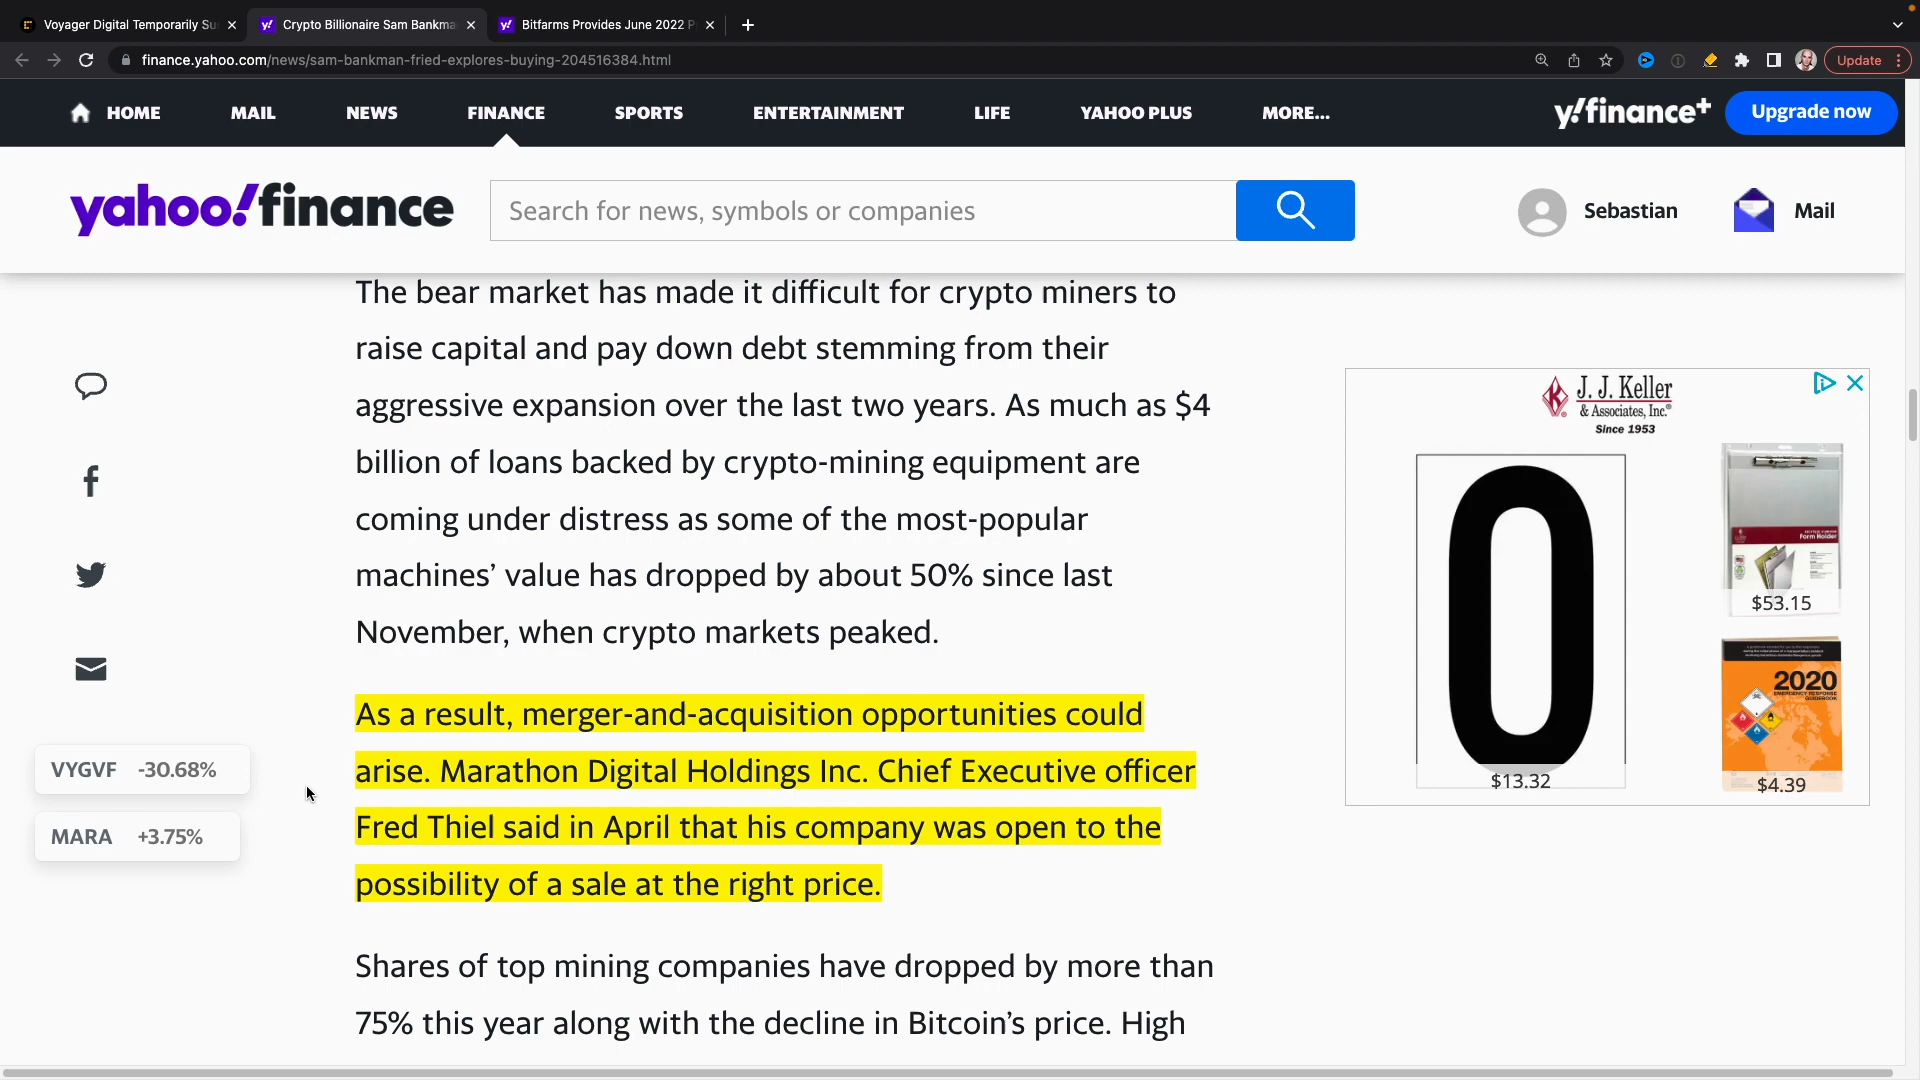 Voyager Digital Temporarily Su
Crypto Billionaire Sam Bankma
Bitfarms Provides June 2022 P
finance.yahoo.com/news/sam-bankman-fried-explores-buying-204516384.html
Update
HOME MAIL NEWS FINANCE SPORTS ENTERTAINMENT LIFE YAHOO PLUS MORE...
y!finance+
Upgrade now
yahoo!finance
Search for news, symbols or companies
Sebastian
Mail
The bear market has made it difficult for crypto miners to
raise capital and pay down debt stemming from their
aggressive expansion over the last two years. As much as $4
billion of loans backed by crypto-mining equipment are
coming under distress as some of the most-popular
machines’ value has dropped by about 50% since last
November, when crypto markets peaked.
As a result, merger-and-acquisition opportunities could
arise. Marathon Digital Holdings Inc. Chief Executive officer
Fred Thiel said in April that his company was open to the
possibility of a sale at the right price.
Shares of top mining companies have dropped by more than
75% this year along with the decline in Bitcoin’s price. High
VYGVF -30.68%
MARA +3.75%
J. J. Keller
& Associates, Inc.®
Since 1953
0
$13.32
Form Holder
$53.15
2020
EMERGENCY RESPONSE
GUIDEBOOK
$4.39